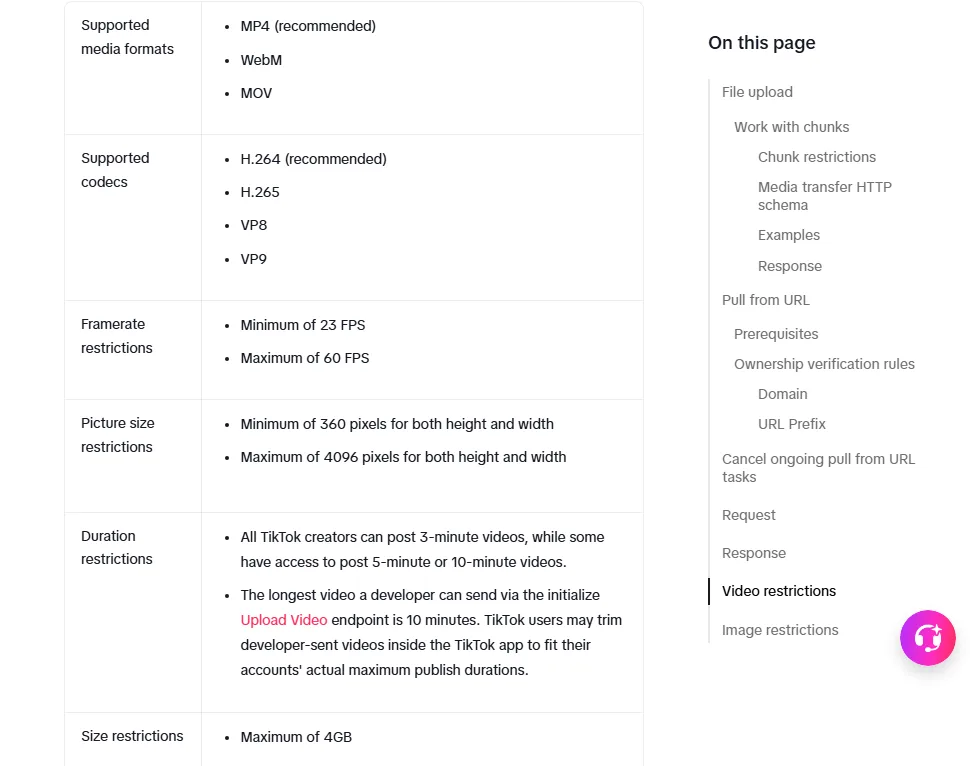 Supported
media formats
MP4 (recommended)
WebM
MOV
Supported
codecs
H.264 (recommended)
H.265
VP8
VP9
Framerate
restrictions
Minimum of 23 FPS
Maximum of 60 FPS
Picture size
restrictions
Minimum of 360 pixels for both height and width
Maximum of 4096 pixels for both height and width
Duration
restrictions
All TikTok creators can post 3-minute videos, while some
have access to post 5-minute or 10-minute videos.
The longest video a developer can send via the initialize
Upload Video endpoint is 10 minutes. TikTok users may trim
developer-sent videos inside the TikTok app to fit their
accounts' actual maximum publish durations.
Size restrictions
Maximum of 4GB
On this page
File upload
Work with chunks
Chunk restrictions
Media transfer HTTP
schema
Examples
Response
Pull from URL
Prerequisites
Ownership verification rules
Domain
URL Prefix
Cancel ongoing pull from URL
tasks
Request
Response
Video restrictions
Image restrictions